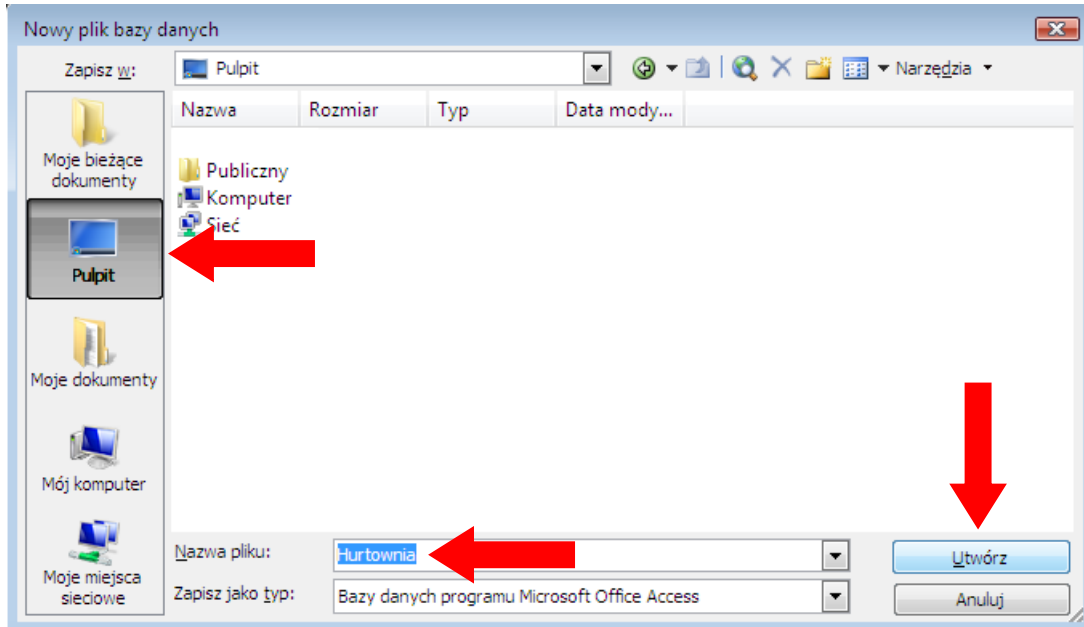 Nowy plik bazy danych
Zapisz w:
Pulpit
Narzędzia
Nazwa Rozmiar Typ Data mody...
Moje bieżące
dokumenty
Publiczny
Komputer
Sieć
Pulpit
Moje dokumenty
Mój komputer
Moje miejsca
sieciowe
Nazwa pliku:
Hurtownia
Utwórz
Zapisz jako typ:
Bazy danych programu Microsoft Office Access
Anuluj